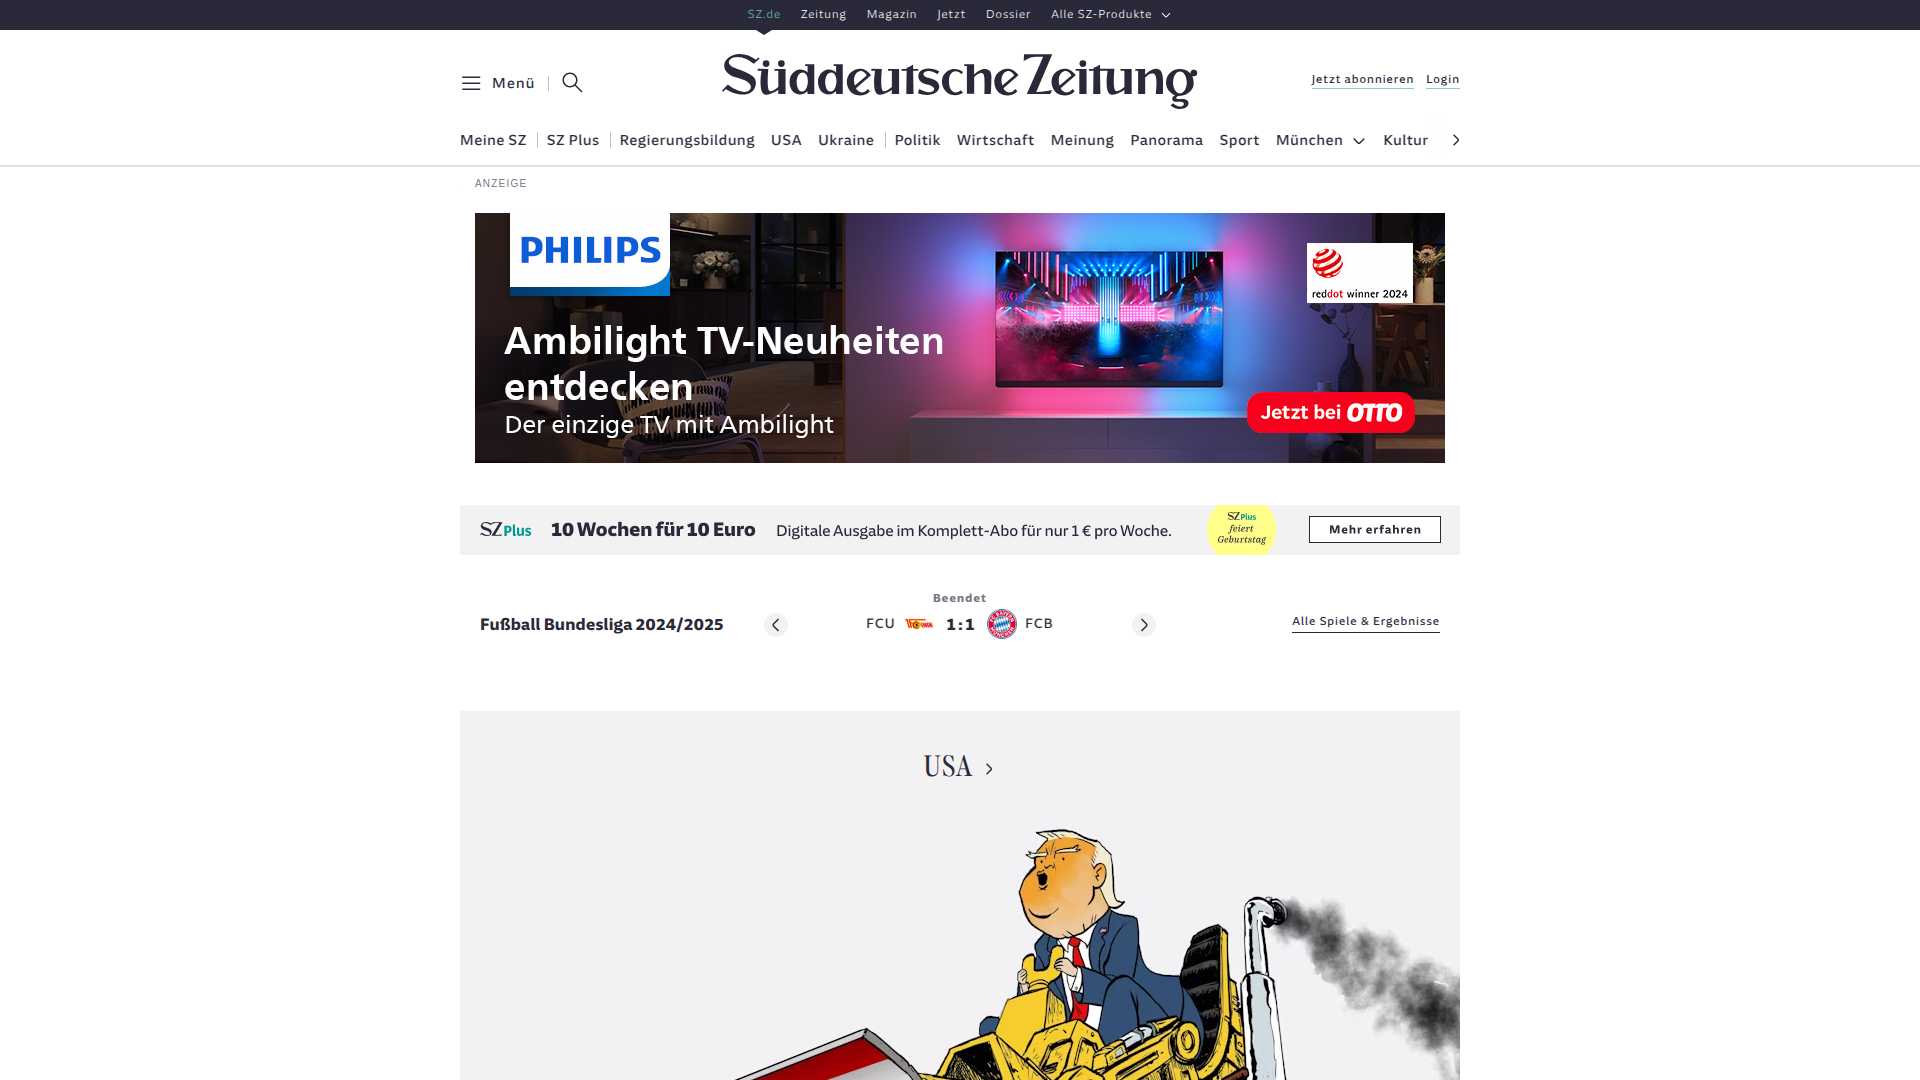 SZ.de Zeitung Magazin Jetzt Dossier Alle SZ-Produkte
Menü
Süddeutsche Zeitung
Jetzt abonnieren Login
Meine SZ SZ Plus Regierungsbildung USA Ukraine Politik Wirtschaft Meinung Panorama Sport München Kultur
ANZEIGE
PHILIPS
reddot winner 2024
Ambilight TV-Neuheiten
entdecken
Der einzige TV mit Ambilight
Jetzt bei OTTO
SZ Plus 10 Wochen für 10 Euro Digitale Ausgabe im Komplett-Abo für nur 1 € pro Woche.
SZ Plus
feiert
Geburtstag
Mehr erfahren
Beendet
Fußball Bundesliga 2024/2025 FCU 1:1 FCB Alle Spiele & Ergebnisse
USA